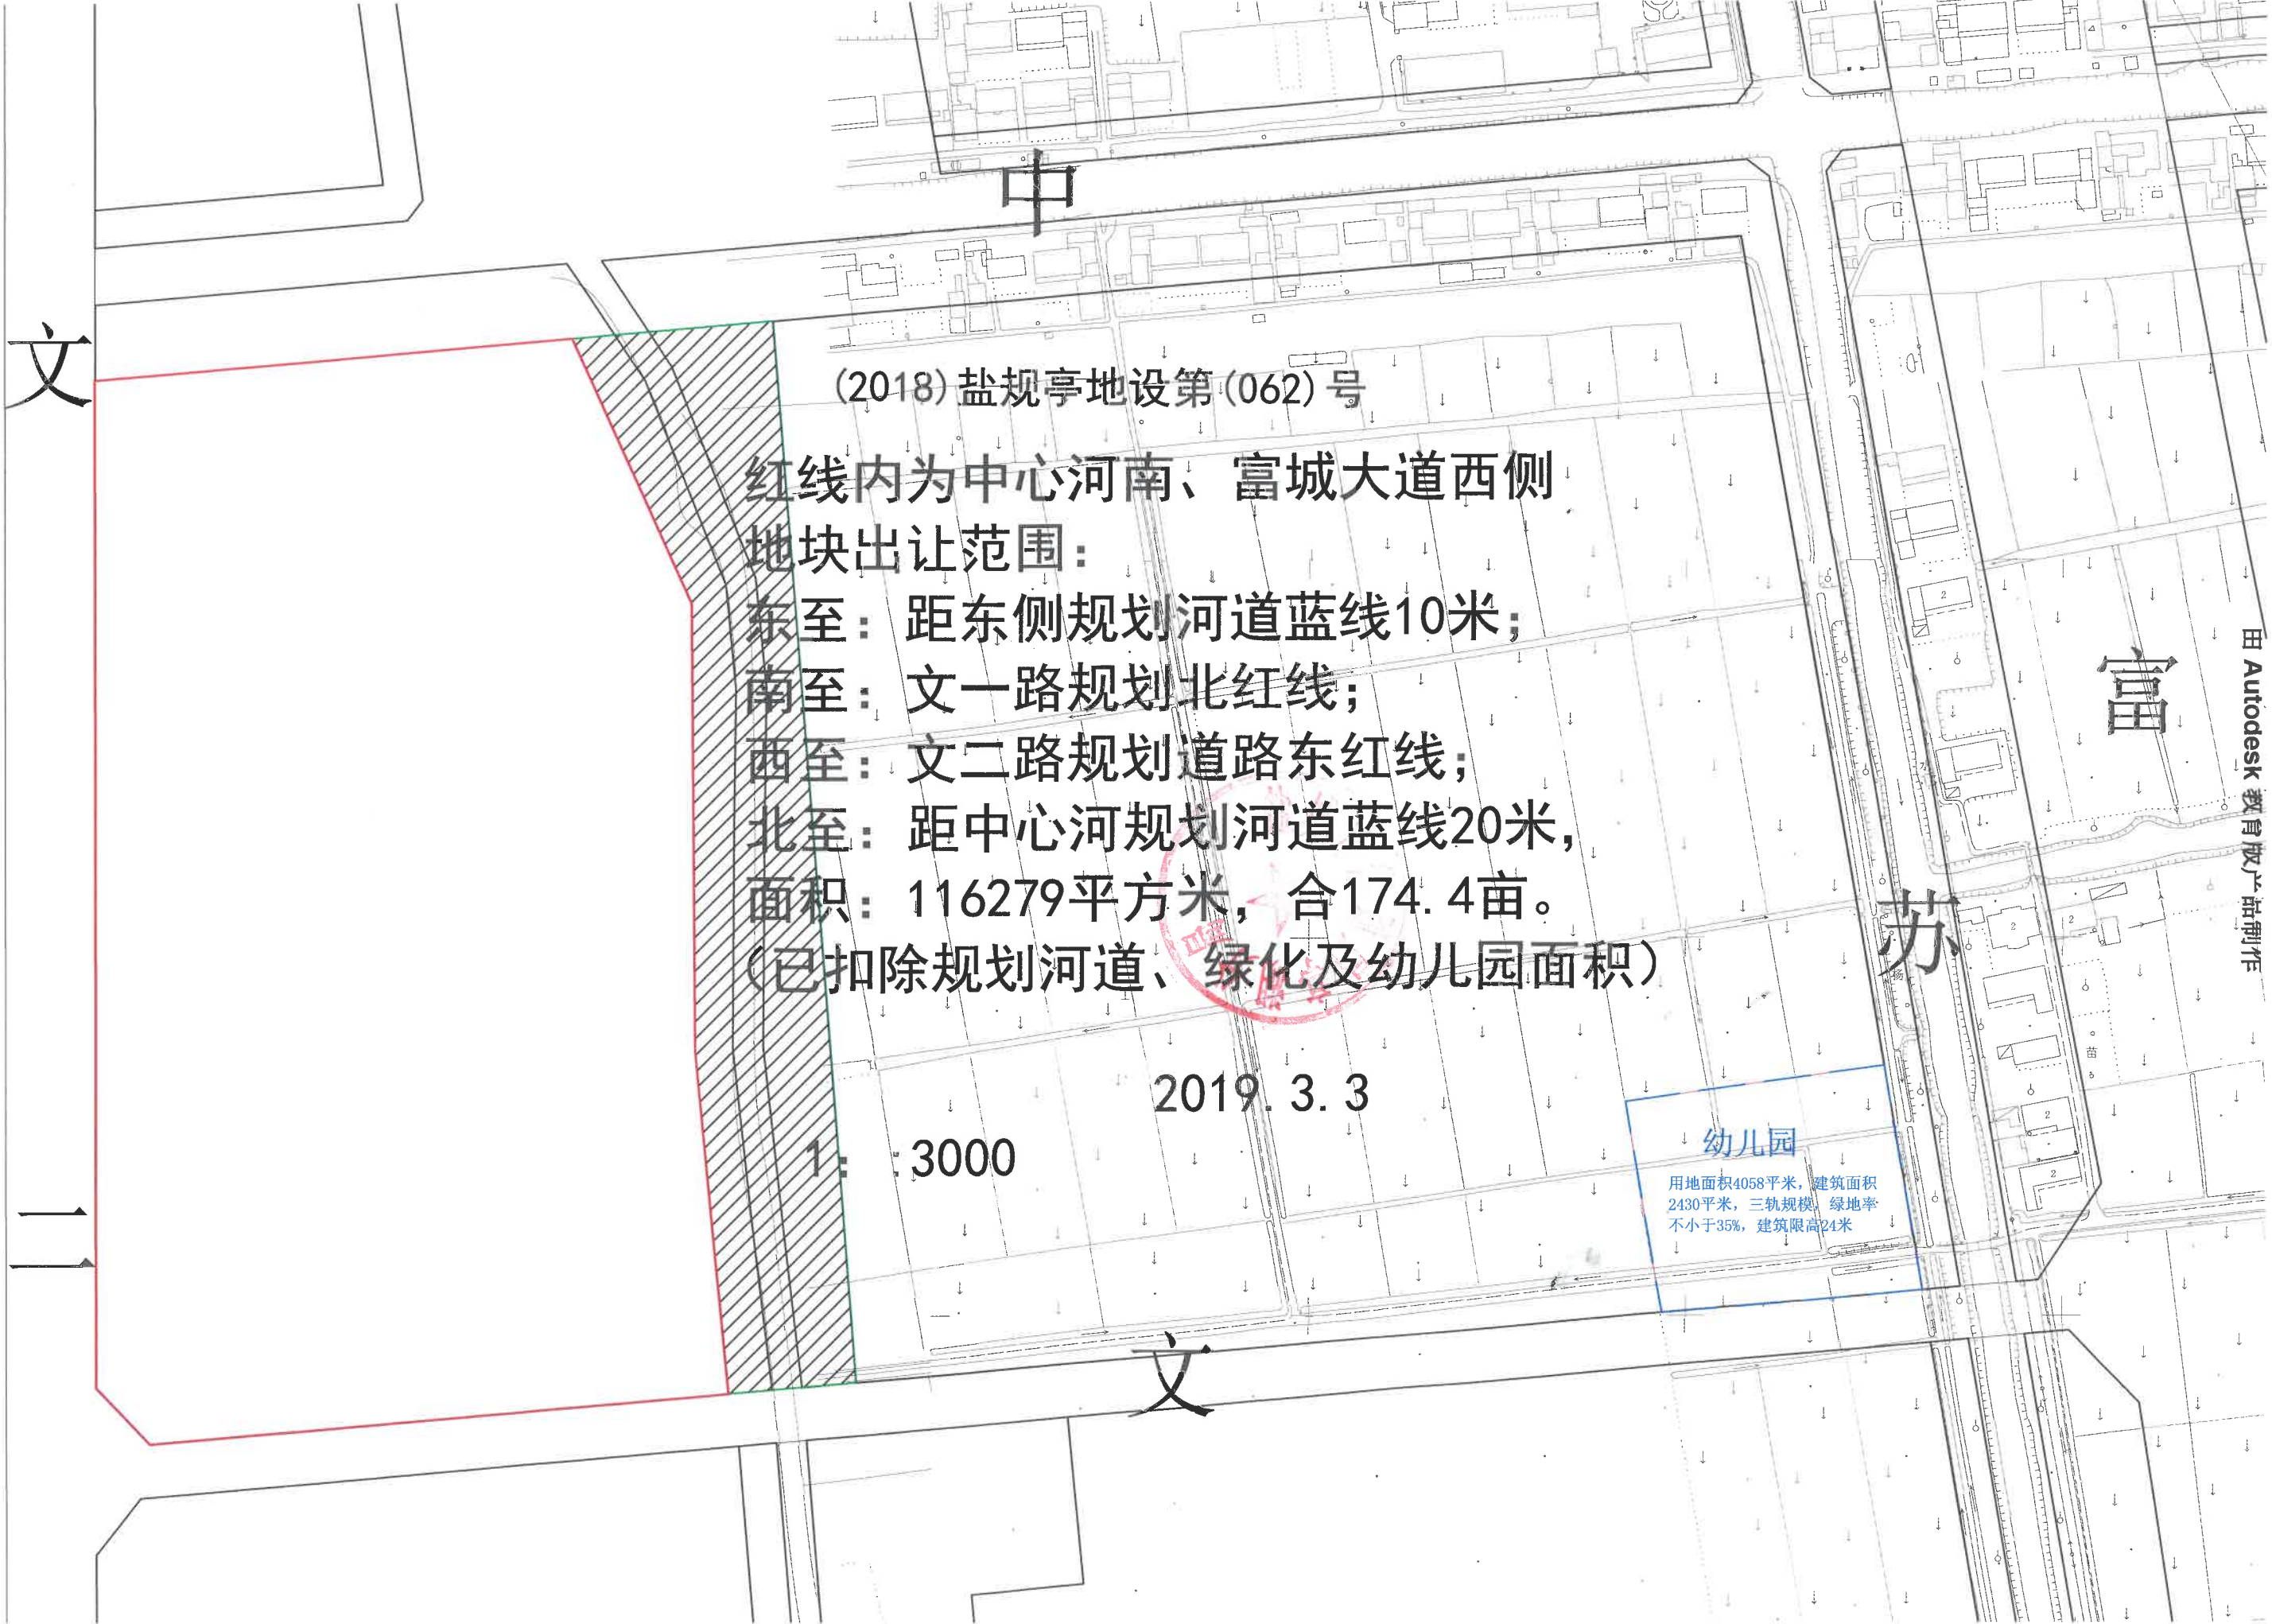 中
文
(2018)盐规亭地设第(062)号
红线内为中心河南、富城大道西侧
地块出让范围：
东至：距东侧规划河道蓝线10米；
南至：文一路规划北红线；
西至：文二路规划道路东红线；
北至：距中心河规划河道蓝线20米，
面积：116279平方米，合174.4亩。
(已扣除规划河道、绿化及幼儿园面积)
2019.3.3
1：3000
富
苏
由 Autodesk 教育版产品制作
幼儿园
用地面积4058平米，建筑面积
2430平米，三轨规模，绿地率
不小于35%，建筑限高24米
二
文
杨
苗
2
2
2
2
2
2